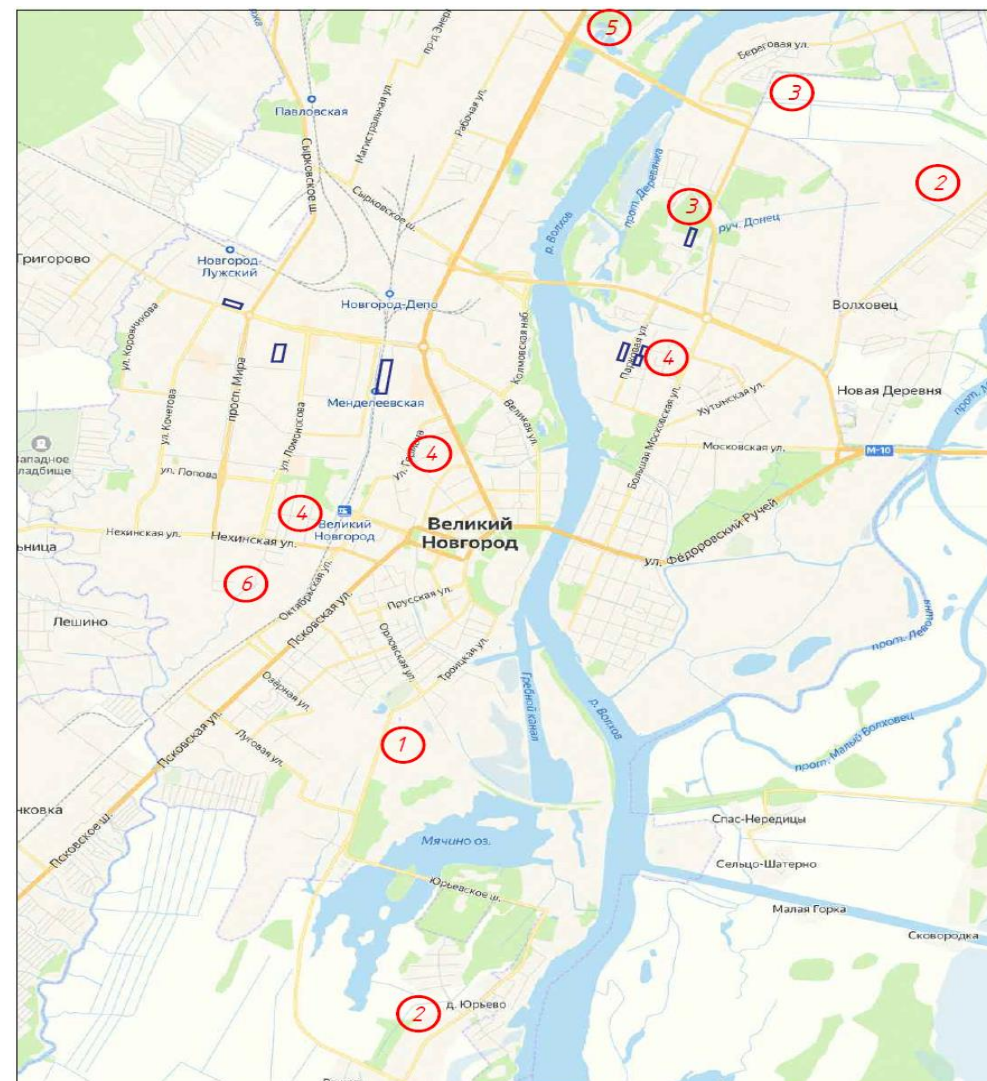 5
Береговая ул.
3
Павловская
Магистральная ул.
Рабочая ул.
Сырковское ш.
2
прот. Деревянка
3
руч. Донец
Сырковское ш.
р. Волхов
Григорово
Новгород-
Лужский
Новгород-Депо
Волховец
ул. Коровникова
просп. Мира
Колмовская наб.
Парковая ул.
4
Менделеевская
Новая Деревня
Хутынская ул.
Великая ул.
ул. Кочетова
ул. Ломоносова
Большая Московская ул.
Московская ул.
М-10
4
ул. Попова
4
Великий
Новгород
Великий
Новгород
Нехинская ул.
Нехинская ул.
ул. Фёдоровский Ручей
6
Октябрьская ул.
Псковская ул.
Прусская ул.
Лешино
Орловская ул.
Троицкая ул.
Озёрная ул.
Гребной канал
р. Волхов
прот. Малый Волховец
1
Псковская ул.
Луговая ул.
Псковское ш.
Спас-Нередицы
Мячино оз.
Сельцо-Шатерно
Юрьевское ш.
Малая Горка
Сковородка
2
д. Юрьево